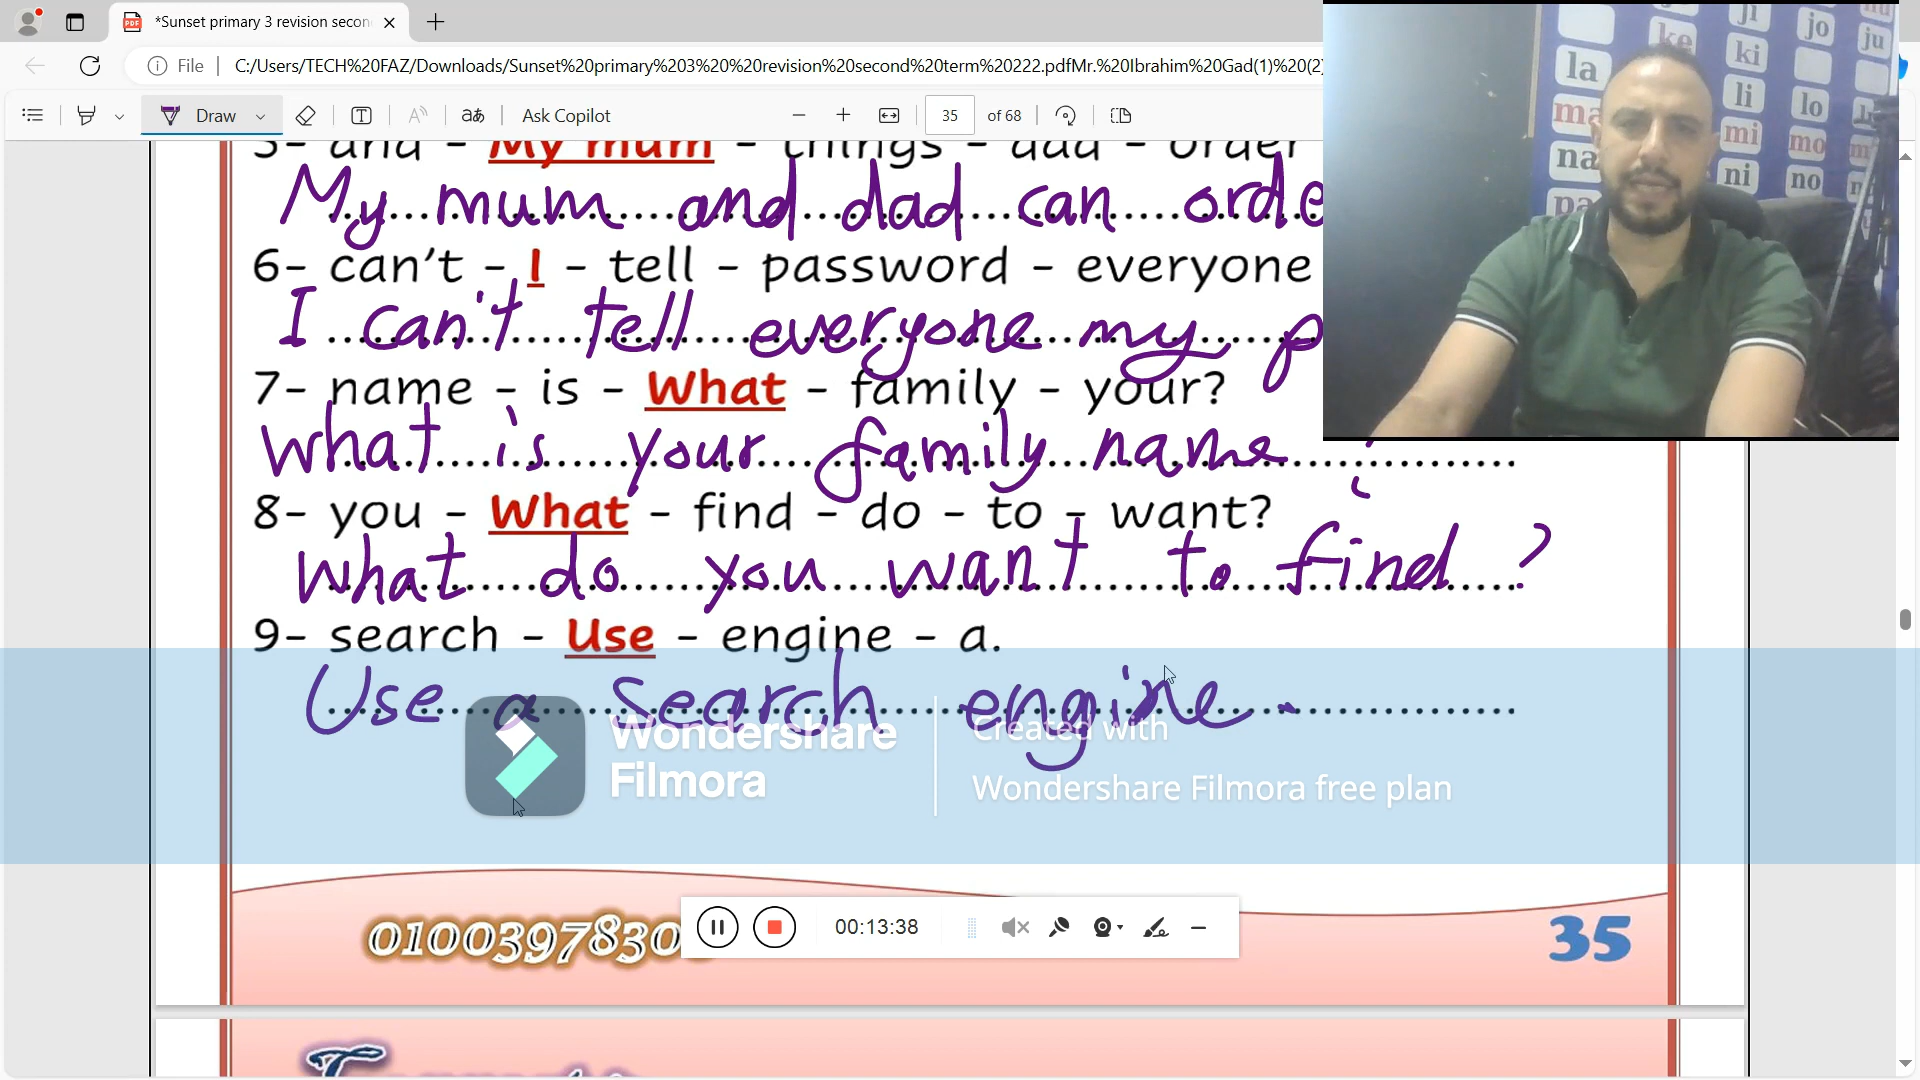 *Sunset primary 3 revision secon
File
C:/Users/TECH%20FAZ/Downloads/Sunset%20primary%203%20%20revision%20second%20term%20222.pdfMr.%20Ibrahim%20Gad(1)%20(2)
Draw
aあ
Ask Copilot
35 of 68
5- and - My mum - things - dad - order
My mum and dad can orde
6- can't - I - tell - password - everyone
I can't tell everyone my p
7- name - is - What - family - your?
What is your family name ?
8- you - What - find - do - to - want?
What do you want to find ?
9- search - Use - engine - a.
Use a search engine.
Wondershare
Filmora
Created with
Wondershare Filmora free plan
0100397830
00:13:38
35
ke
ji
jo
ju
la
ki
ma
li
lo
na
mi
mo
pa
ni
no